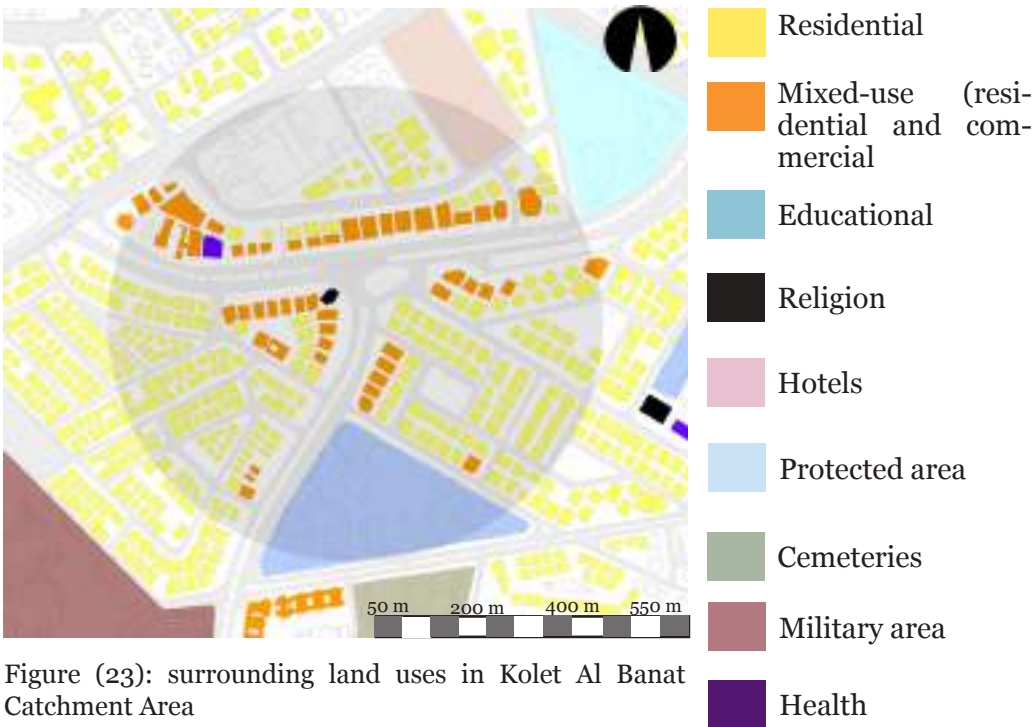 Residential
Mixed-use (resi-
dential and com-
mercial
Educational
Religion
Hotels
Protected area
Cemeteries
Military area
Health
50 m 200 m 400 m 550 m
Figure (23): surrounding land uses in Kolet Al Banat
Catchment Area